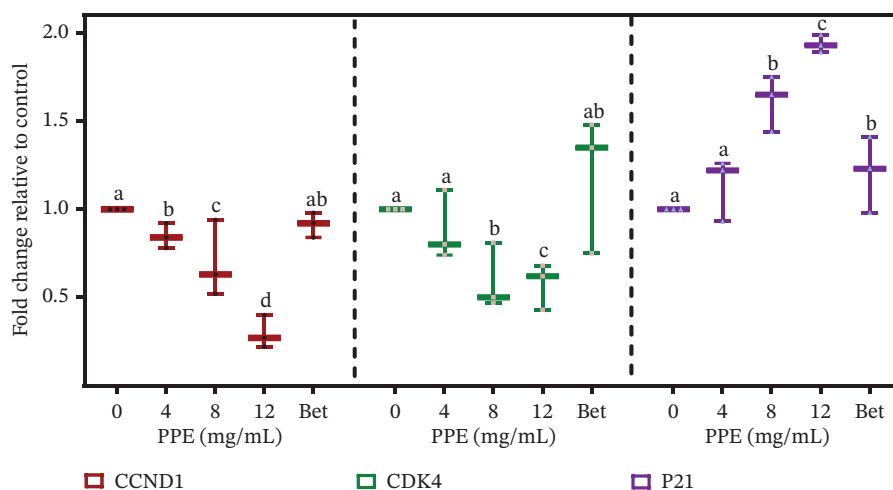 Fold change relative to control
2.0
1.5
1.0
0.5
a
b
c
d
ab
a
a
b
c
ab
a
a
b
c
b
0 4 8 12 Bet 0 4 8 12 Bet 0 4 8 12 Bet
PPE (mg/mL) PPE (mg/mL) PPE (mg/mL)
CCND1 CDK4 P21